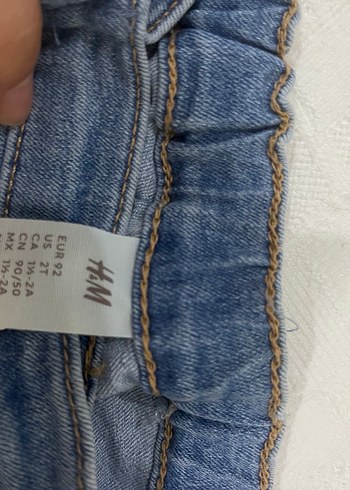 H&M
EUR 92
US 2T
CA 1½-2A
CN 90/50
MX 1½-2A